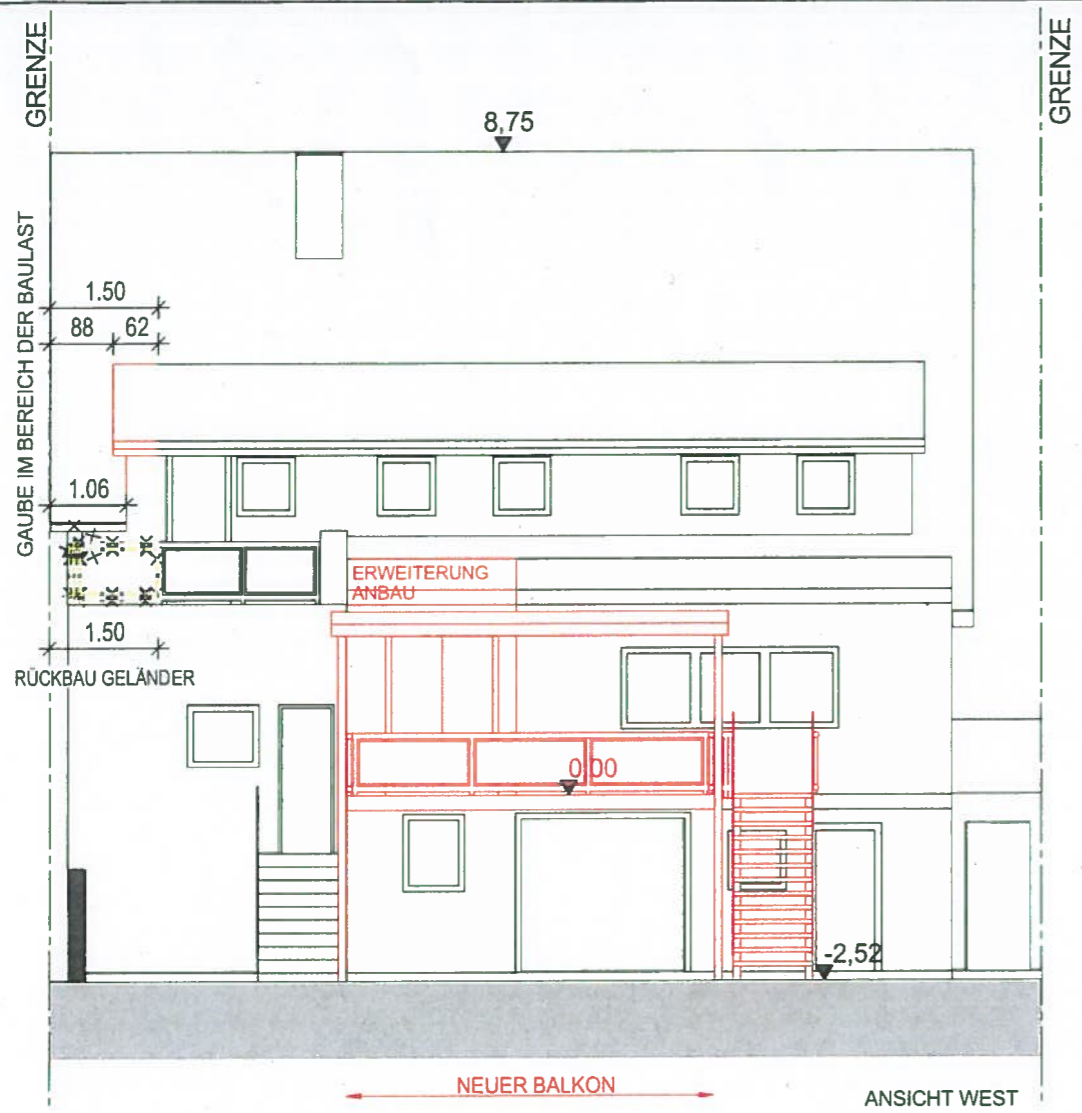 GRENZE
GRENZE
8,75
GAUBE IM BEREICH DER BAULAST
1.50
88
62
1.06
ERWEITERUNG
ANBAU
1.50
RÜCKBAU GELÄNDER
0,00
-2,52
NEUER BALKON
ANSICHT WEST